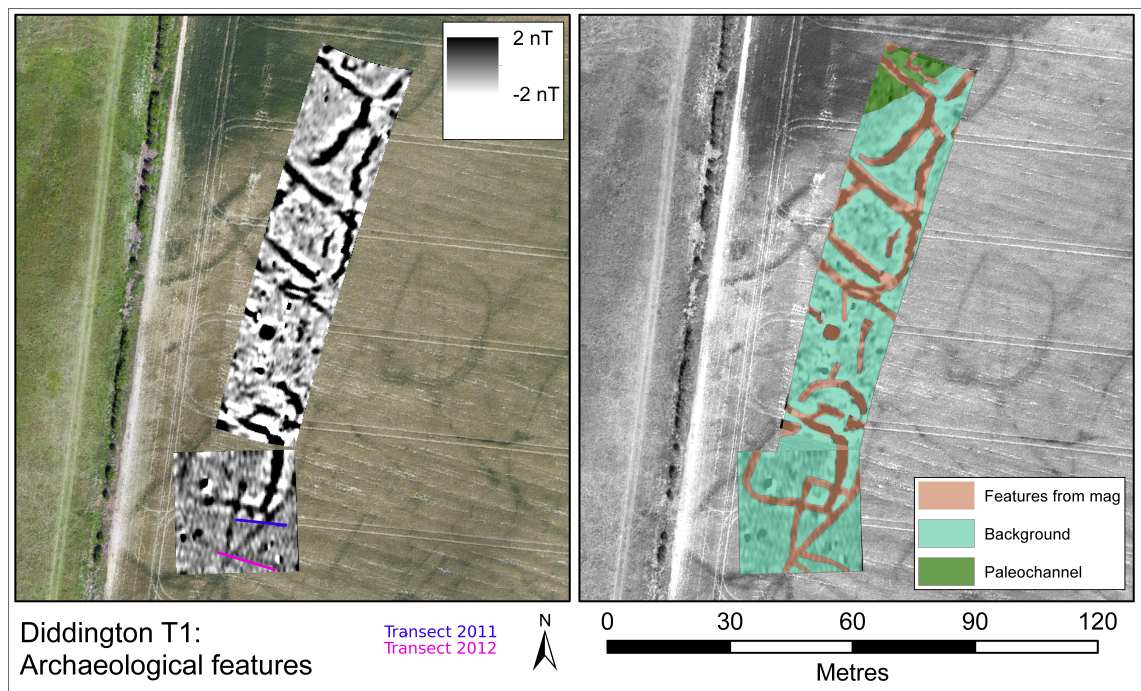 2 nT
-2 nT
Features from mag
Background
Paleochannel
Diddington T1:
Archaeological features
Transect 2011
Transect 2012
N
0 30 60 90 120
Metres